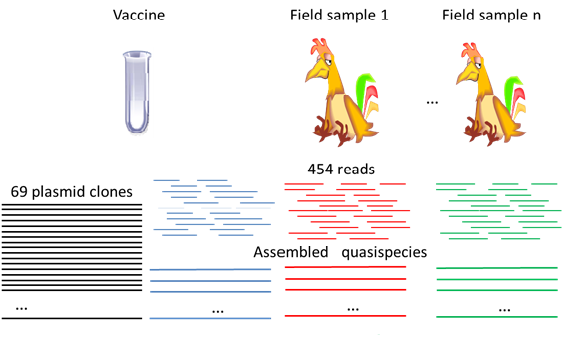 Vaccine
Field sample 1
Field sample n
...
454 reads
69 plasmid clones
Assembled quasispecies
...
...
...
...